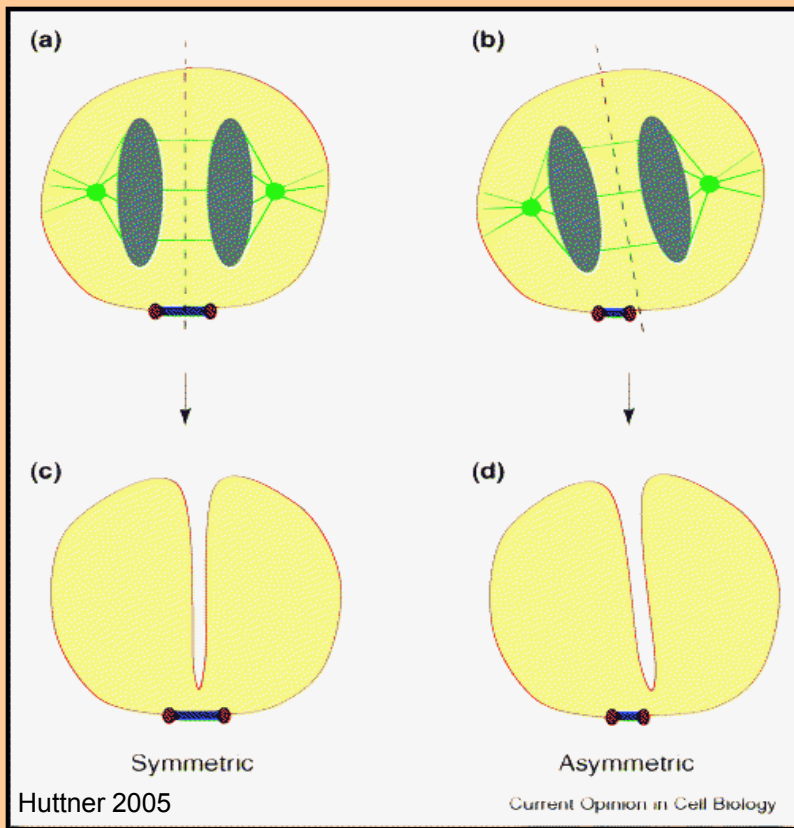 (a)
(b)
(c)
(d)
Symmetric
Asymmetric
Huttner 2005
Current Opinion in Cell Biology